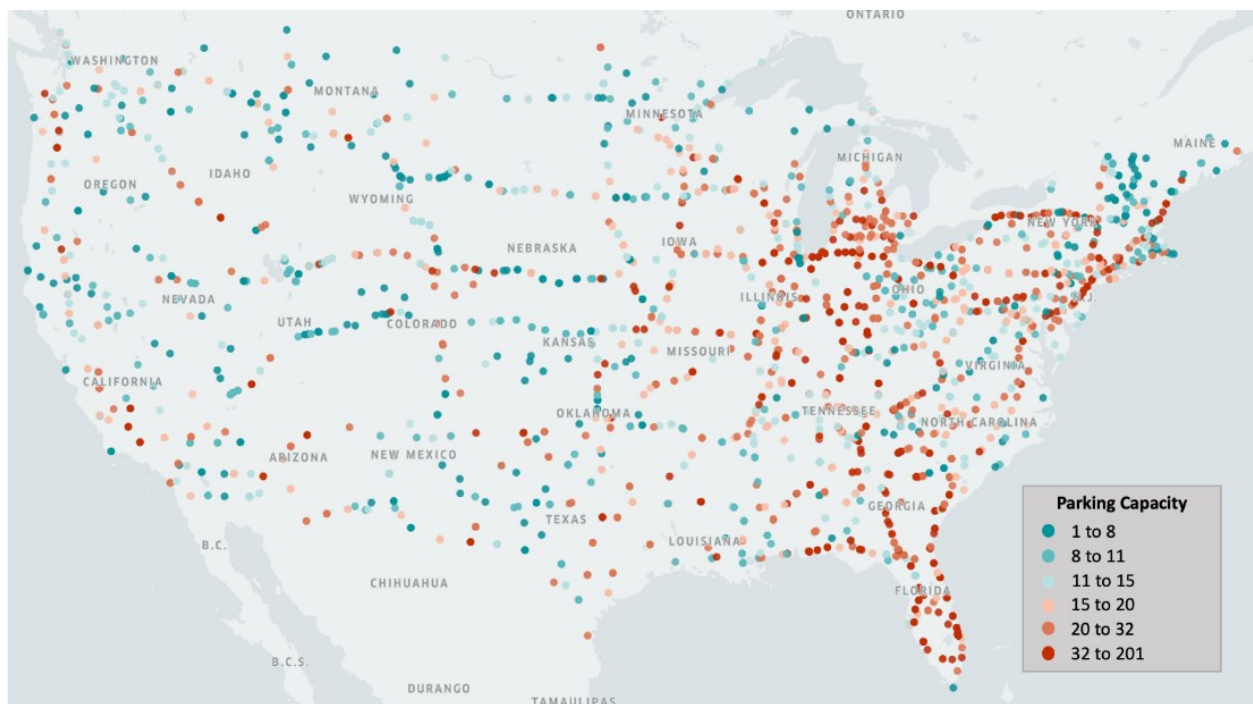 ONTARIO
WASHINGTON
MONTANA
MINNESOTA
MAINE
MICHIGAN
OREGON
IDAHO
WYOMING
NEW YORK
NEBRASKA
IOWA
NEVADA
ILLINOIS
OHIO
N.J.
UTAH
COLORADO
KANSAS
MISSOURI
VIRGINIA
CALIFORNIA
OKLAHOMA
TENNESSEE
NORTH CAROLINA
ARIZONA
NEW MEXICO
GEORGIA
TEXAS
B.C.
LOUISIANA
CHIHUAHUA
FLORIDA
B.C.S.
DURANGO
TAMAULIPAS
Parking Capacity
1 to 8
8 to 11
11 to 15
15 to 20
20 to 32
32 to 201